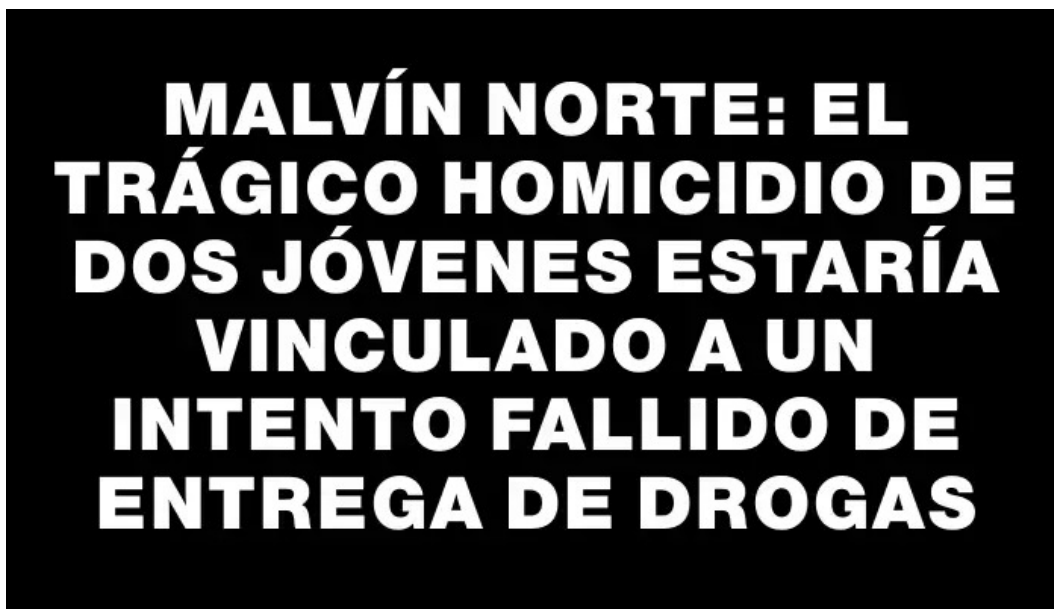 MALVÍN NORTE: EL
TRÁGICO HOMICIDIO DE
DOS JÓVENES ESTARÍA
VINCULADO A UN
INTENTO FALLIDO DE
ENTREGA DE DROGAS